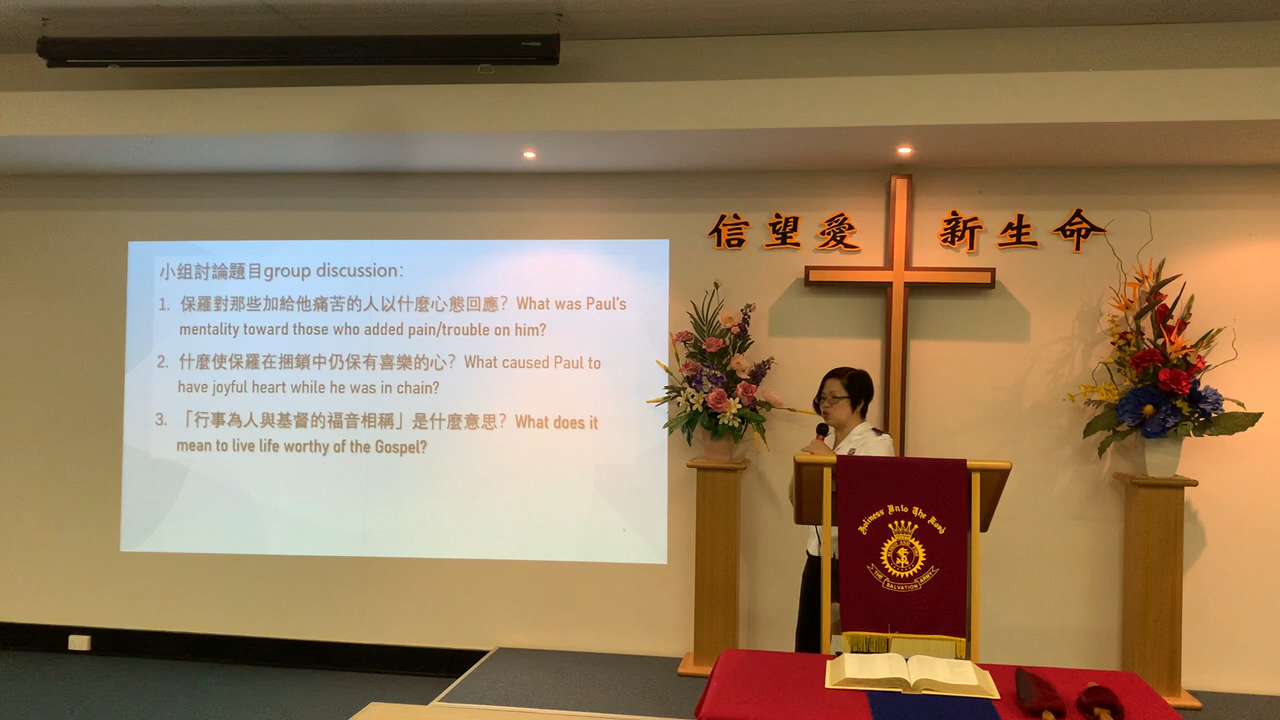 小组討論題目group discussion:
1. 保羅對那些加給他痛苦的人以什麼心態回應？What was Paul's
mentality toward those who added pain/trouble on him?
2. 什麼使保羅在捆鎖中仍保有喜樂的心？What caused Paul to
have joyful heart while he was in chain?
3. 「行事為人與基督的福音相稱」是什麼意思？What does it
mean to live life worthy of the Gospel?
信望愛 新生命
Holiness Unto The Lord
BLOOD AND FIRE
THE SALVATION ARMY